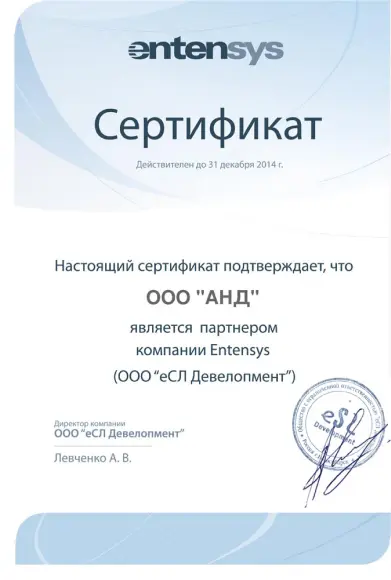 entensys
Сертификат
Действителен до 31 декабря 2014 г.
Настоящий сертификат подтверждает, что
ООО "АНД"
является партнером
компании Entensys
(ООО “еСЛ Девелопмент”)
Директор компании
ООО “еСЛ Девелопмент”
Левченко А. В.
eSL
Development